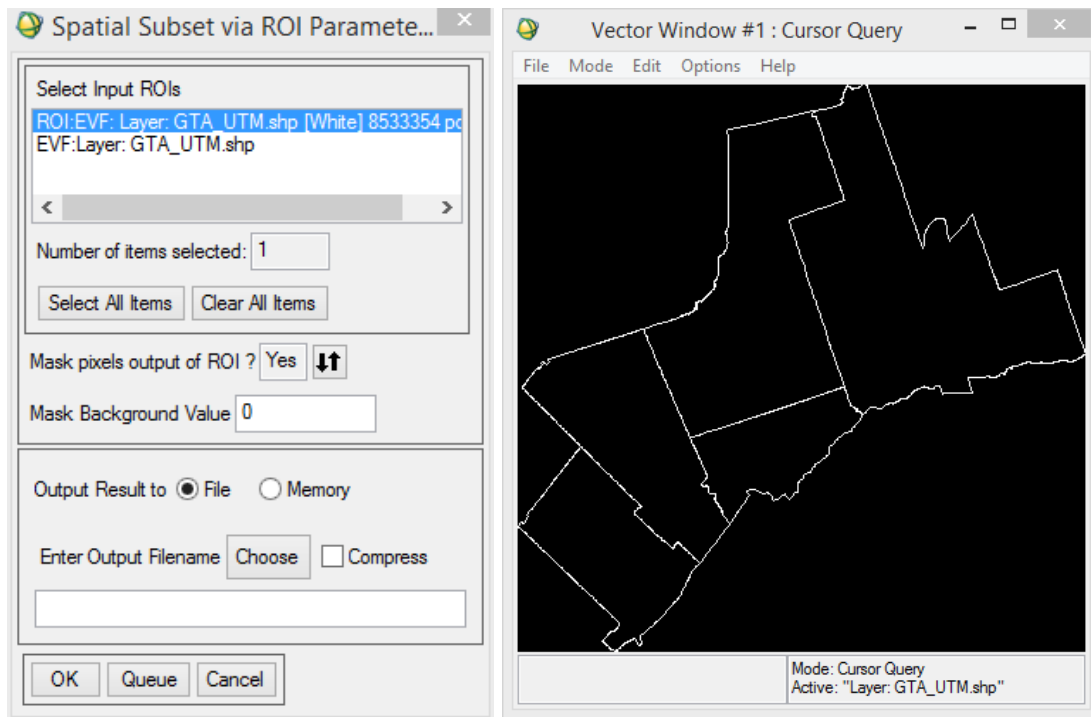 Spatial Subset via ROI Paramete...
Select Input ROIs
ROI:EVF: Layer: GTA_UTM.shp [White] 8533354 po
EVF:Layer: GTA_UTM.shp
Number of items selected: 1
Select All Items Clear All Items
Mask pixels output of ROI ? Yes
Mask Background Value 0
Output Result to File Memory
Enter Output Filename Choose Compress
OK Queue Cancel
Vector Window #1 : Cursor Query
File Mode Edit Options Help
Mode: Cursor Query
Active: "Layer: GTA_UTM.shp"